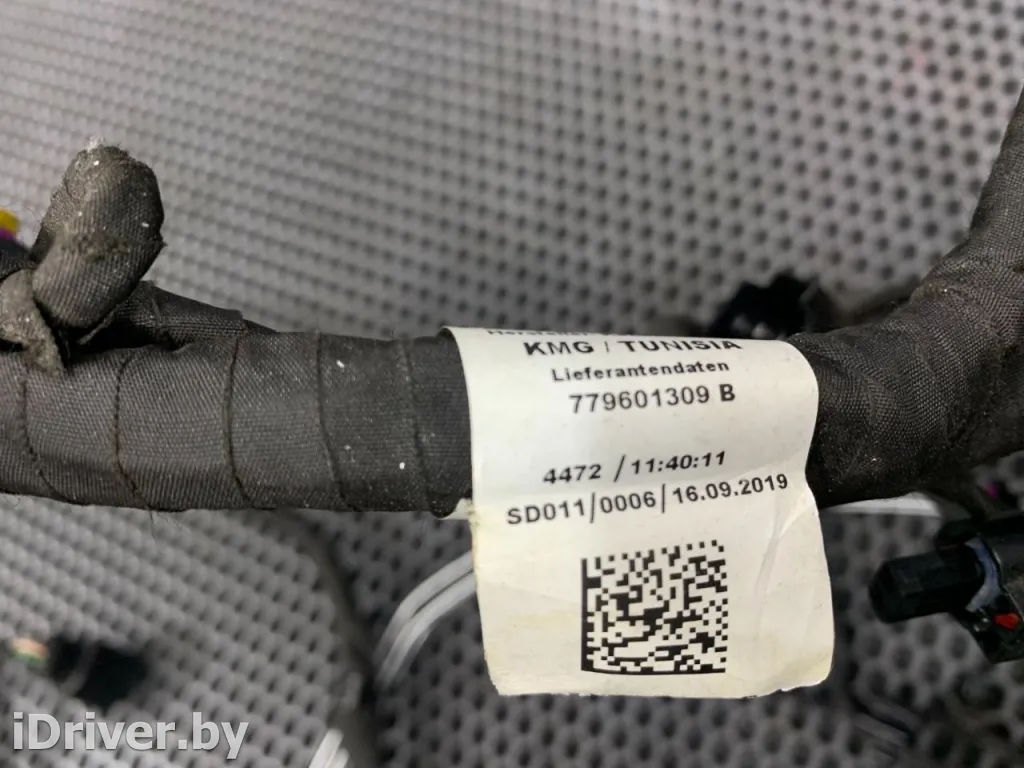 KMG / TUNISIA
Lieferantendaten
779601309 B
4472 / 11:40:11
SD011/0006/16.09.2019
iDriver.by